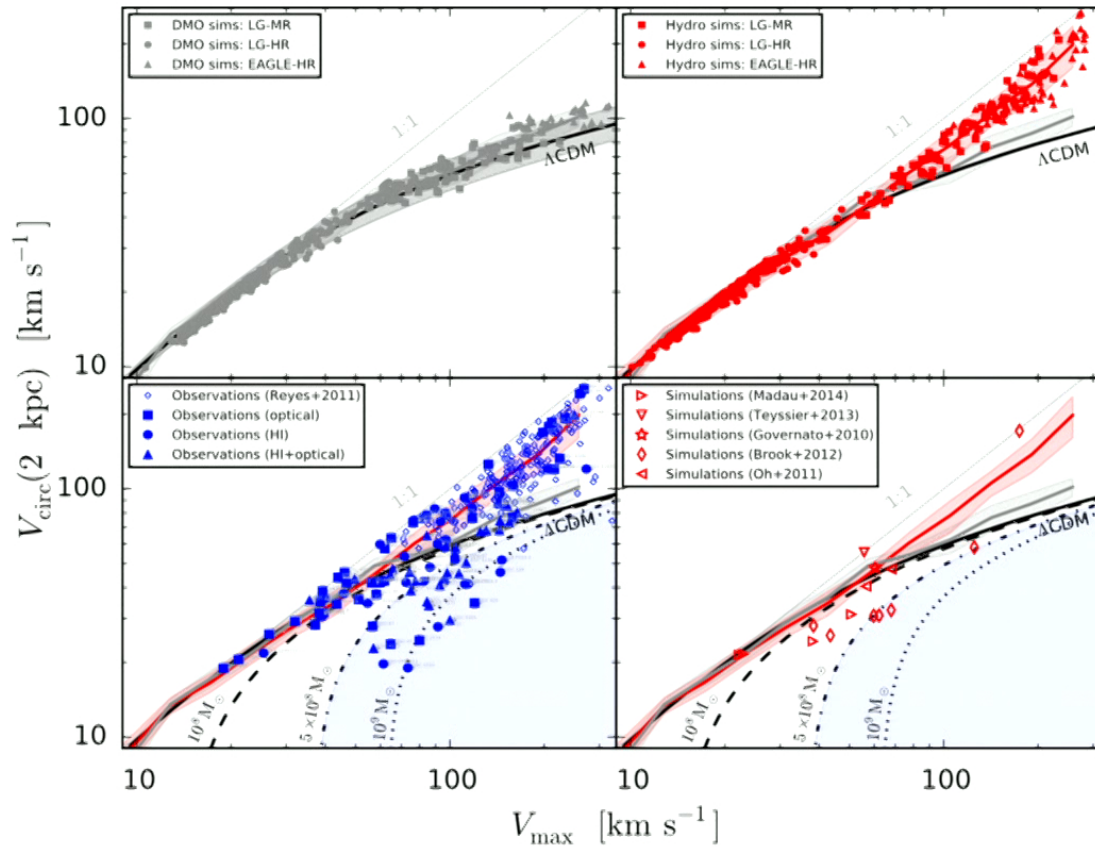 DMO sims: LG-MR
DMO sims: LG-HR
DMO sims: EAGLE-HR
1:1
ΛCDM
100
10
Hydro sims: LG-MR
Hydro sims: LG-HR
Hydro sims: EAGLE-HR
1:1
ΛCDM
V_circ(2 kpc) [km s⁻¹]
Observations (Reyes+2011)
Observations (optical)
Observations (HI)
Observations (HI+optical)
1:1
ΛCDM
100
10
10⁸ M☉
5×10⁸ M☉
10⁹ M☉
Simulations (Madau+2014)
Simulations (Teyssier+2013)
Simulations (Governato+2010)
Simulations (Brook+2012)
Simulations (Oh+2011)
1:1
ΛCDM
10⁸ M☉
5×10⁸ M☉
10⁹ M☉
10 100 10 100
V_max [km s⁻¹]